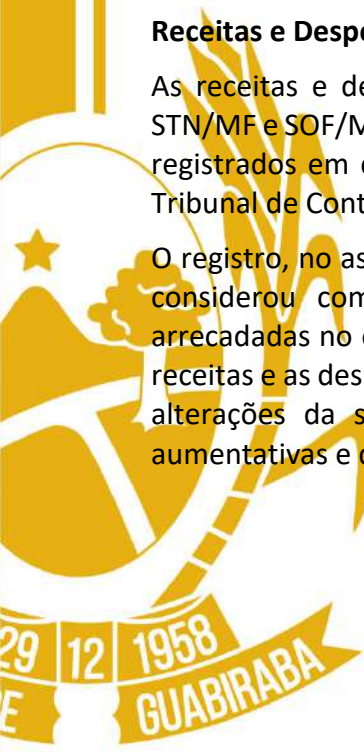 Receitas e Despe
As receitas e de
STN/MF e SOF/M
registrados em
Tribunal de Cont
O registro, no as
considerou com
arrecadadas no
receitas e as des
alterações da s
aumentativas e
29 12 1958
E GUABIRABA